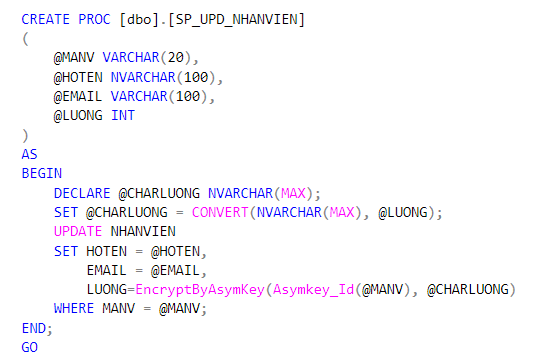 CREATE PROC [dbo].[SP_UPD_NHANVIEN]
(
    @MANV VARCHAR(20),
    @HOTEN NVARCHAR(100),
    @EMAIL VARCHAR(100),
    @LUONG INT
)
AS
BEGIN
    DECLARE @CHARLUONG NVARCHAR(MAX);
    SET @CHARLUONG = CONVERT(NVARCHAR(MAX), @LUONG);
    UPDATE NHANVIEN
    SET HOTEN = @HOTEN,
        EMAIL = @EMAIL,
        LUONG=EncryptByAsymKey(Asymkey_Id(@MANV), @CHARLUONG)
    WHERE MANV = @MANV;
END;
GO